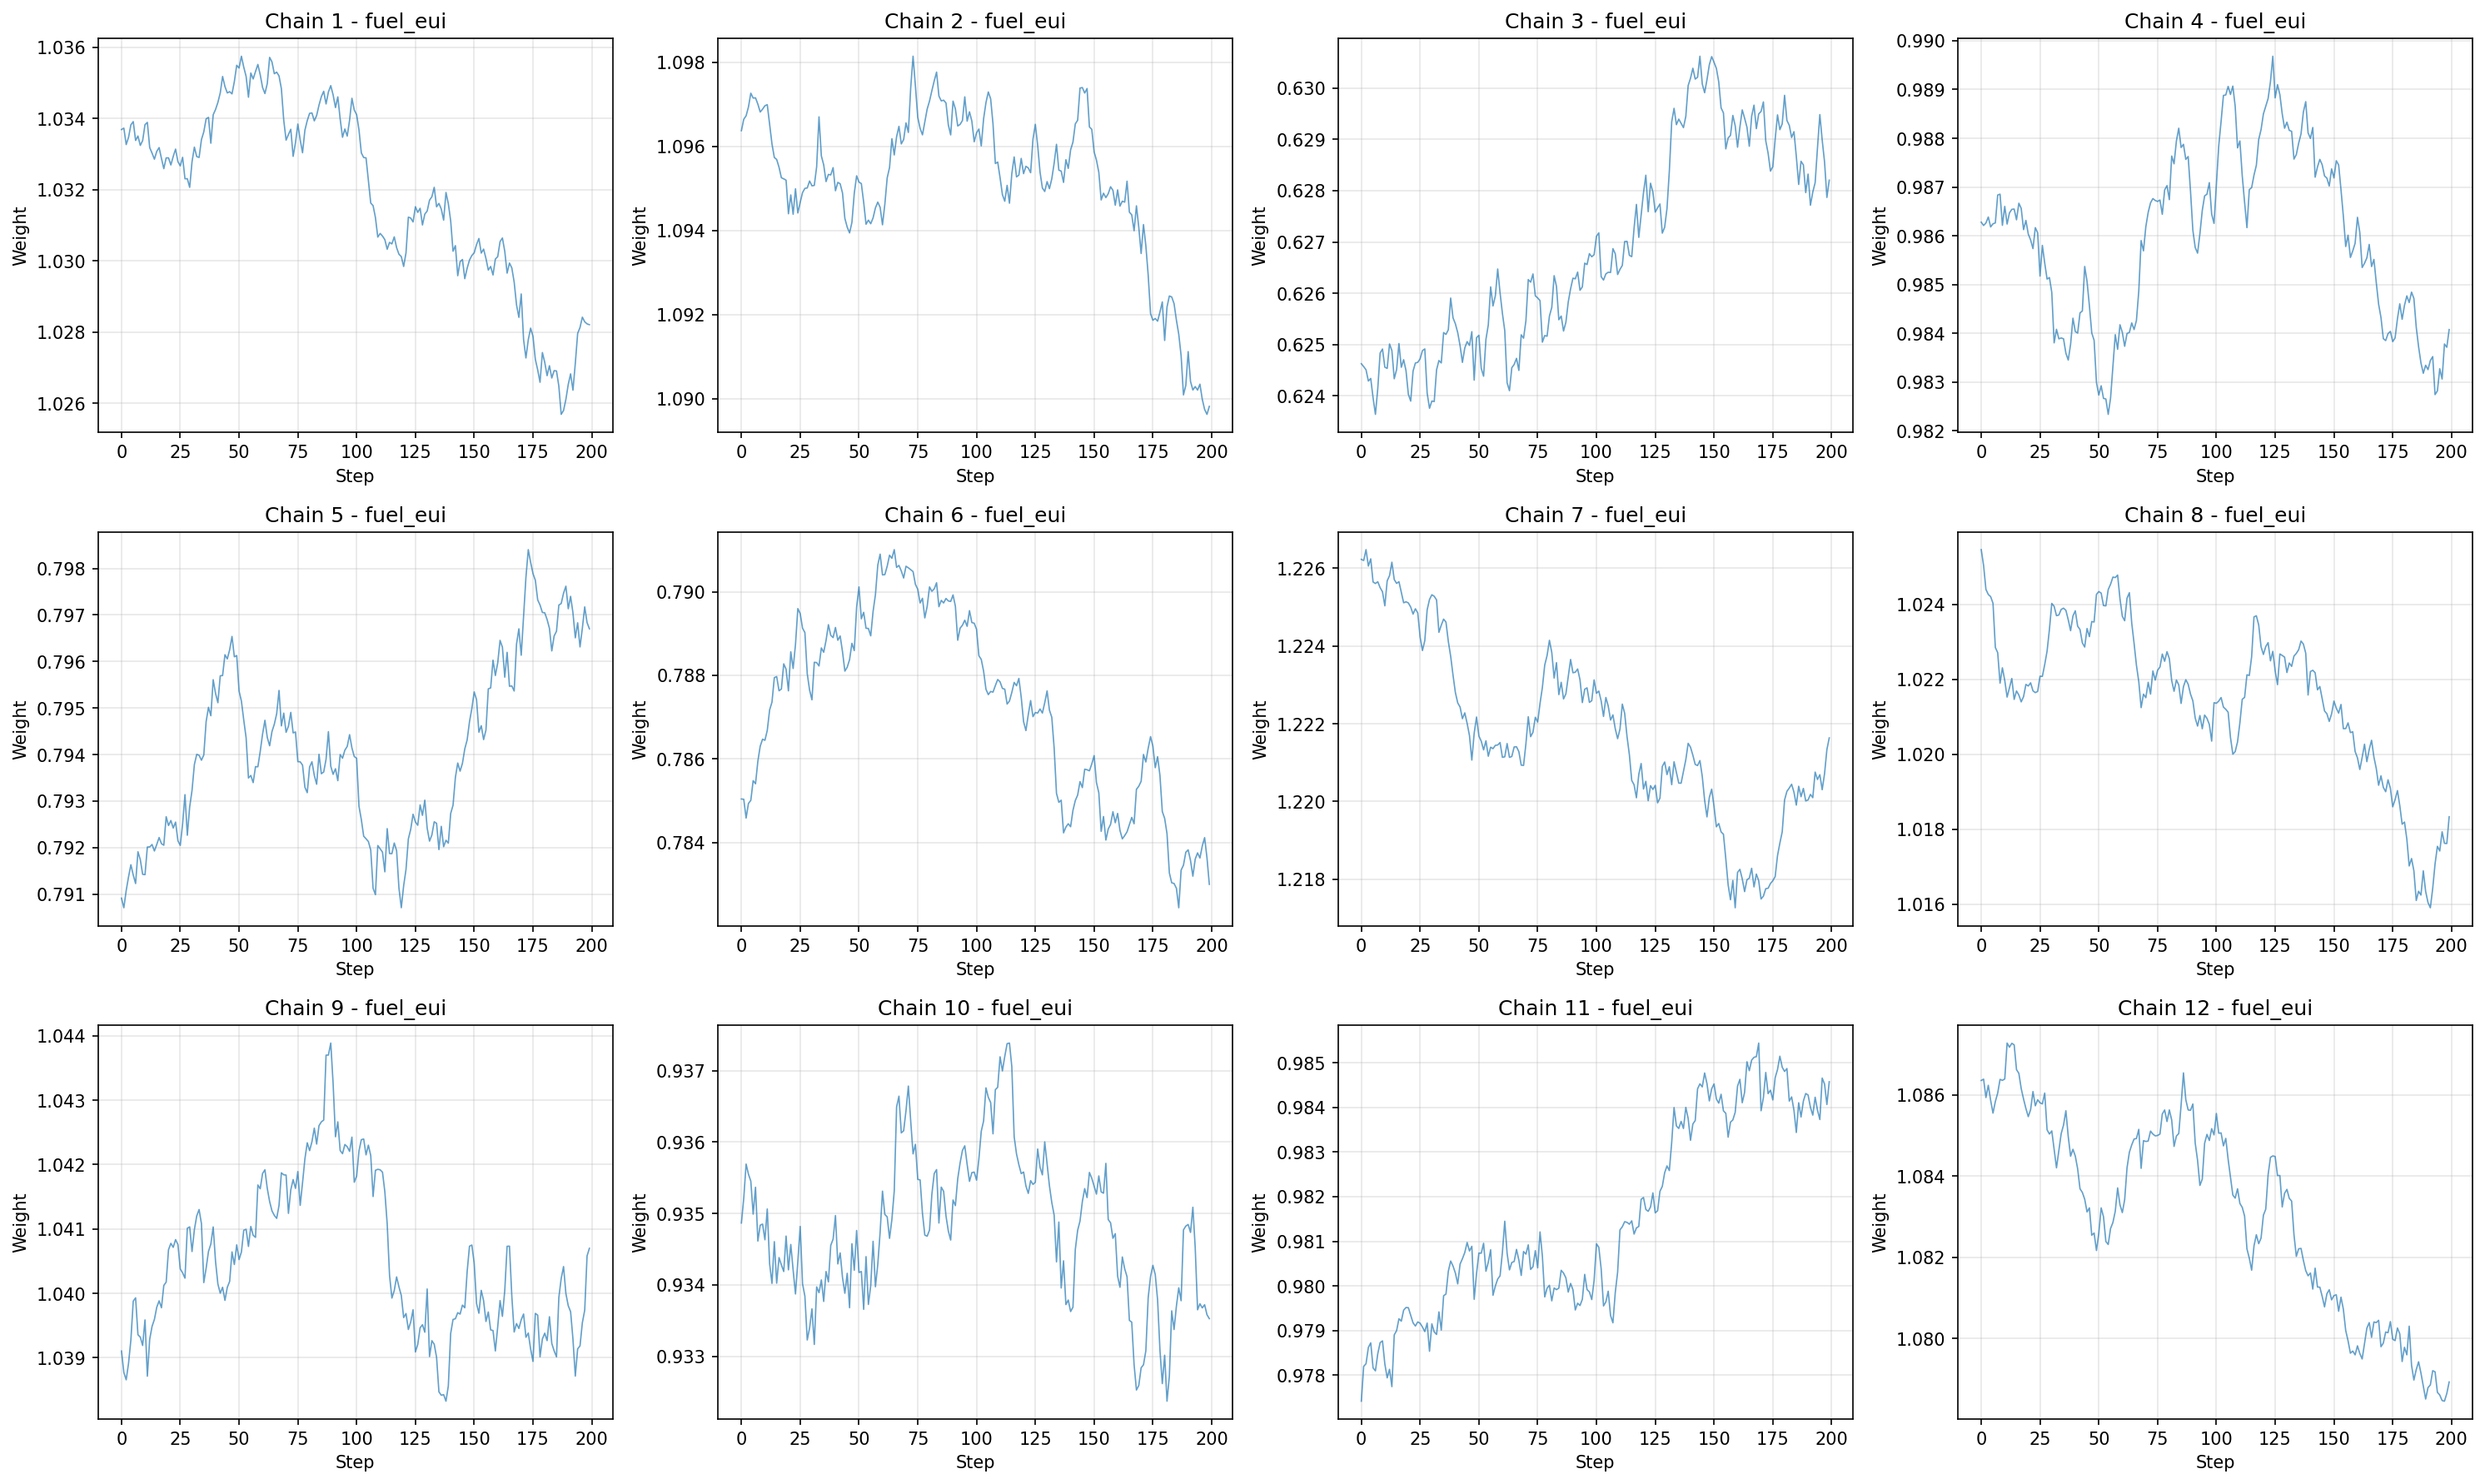 Chain 1 - fuel_eui
Weight
1.036
1.034
1.032
1.030
1.028
1.026
0 25 50 75 100 125 150 175 200
Step
Chain 2 - fuel_eui
Weight
1.098
1.096
1.094
1.092
1.090
0 25 50 75 100 125 150 175 200
Step
Chain 3 - fuel_eui
Weight
0.630
0.629
0.628
0.627
0.626
0.625
0.624
0 25 50 75 100 125 150 175 200
Step
Chain 4 - fuel_eui
Weight
0.990
0.989
0.988
0.987
0.986
0.985
0.984
0.983
0.982
0 25 50 75 100 125 150 175 200
Step
Chain 5 - fuel_eui
Weight
0.798
0.797
0.796
0.795
0.794
0.793
0.792
0.791
0 25 50 75 100 125 150 175 200
Step
Chain 6 - fuel_eui
Weight
0.790
0.788
0.786
0.784
0 25 50 75 100 125 150 175 200
Step
Chain 7 - fuel_eui
Weight
1.226
1.224
1.222
1.220
1.218
0 25 50 75 100 125 150 175 200
Step
Chain 8 - fuel_eui
Weight
1.024
1.022
1.020
1.018
1.016
0 25 50 75 100 125 150 175 200
Step
Chain 9 - fuel_eui
Weight
1.044
1.043
1.042
1.041
1.040
1.039
0 25 50 75 100 125 150 175 200
Step
Chain 10 - fuel_eui
Weight
0.937
0.936
0.935
0.934
0.933
0 25 50 75 100 125 150 175 200
Step
Chain 11 - fuel_eui
Weight
0.985
0.984
0.983
0.982
0.981
0.980
0.979
0.978
0 25 50 75 100 125 150 175 200
Step
Chain 12 - fuel_eui
Weight
1.086
1.084
1.082
1.080
0 25 50 75 100 125 150 175 200
Step